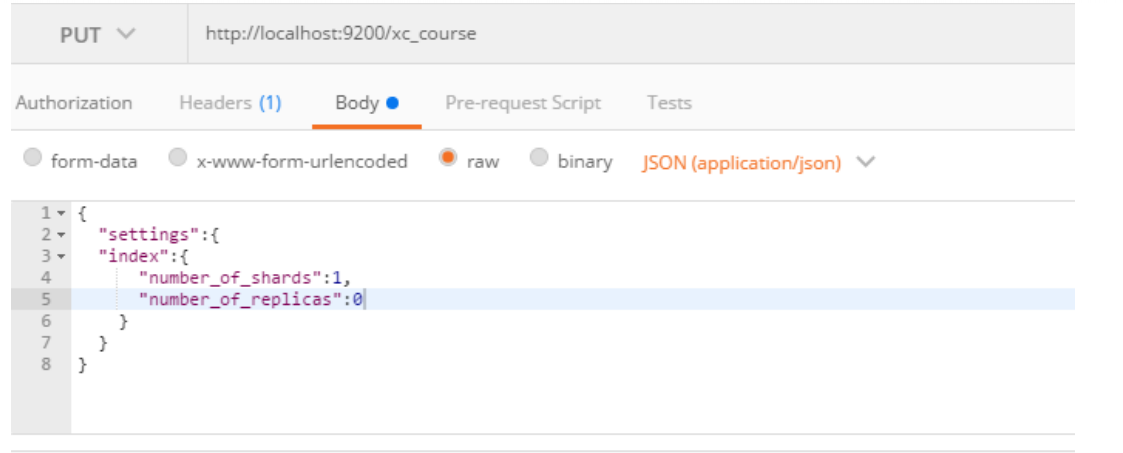 PUT http://localhost:9200/xc_course
Authorization Headers (1) Body Pre-request Script Tests
form-data x-www-form-urlencoded raw binary JSON (application/json)
1 {
2 "settings":{
3 "index":{
4 "number_of_shards":1,
5 "number_of_replicas":0
6 }
7 }
8 }